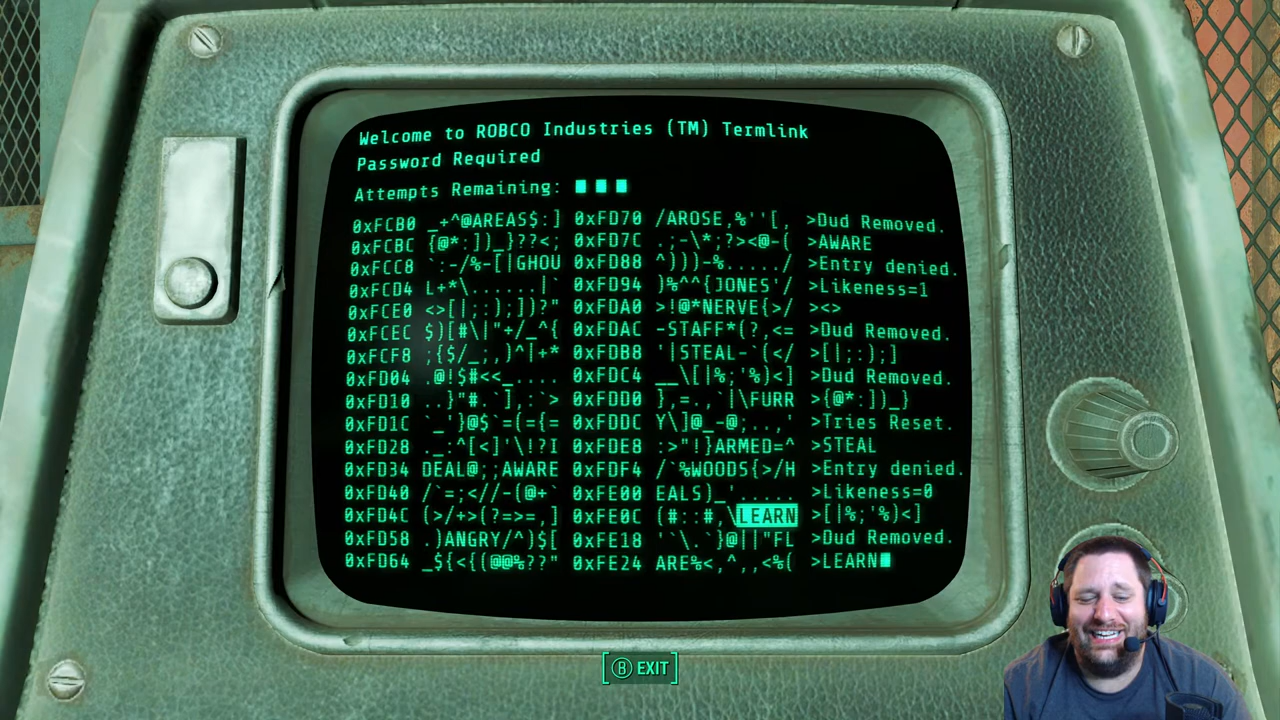 Welcome to ROBCO Industries (TM) Termlink
Password Required
Attempts Remaining: ■ ■ ■
0xFCB0 _+^@AREAS$:] 0xFD70 /AROSE,%''[, >Dud Removed.
0xFCBC {@*:])_}??<; 0xFD7C .;-\*;?><@-( >AWARE
0xFCC8 `:-/%-[|GHOU 0xFD88 ^)))-%...../ >Entry denied.
0xFCD4 L+*\......|` 0xFD94 )%^^{JONES'/ >Likeness=1
0xFCE0 <>[|;:);])?" 0xFDA0 >!@*NERVE{>/ ><>
0xFCEC $)[#\|"+/_^{ 0xFDAC -STAFF*(?,<= >Dud Removed.
0xFCF8 ;{$/_;,)^|+* 0xFDB8 '|STEAL-`(</ >[|;:);]
0xFD04 .@!$#<<_.... 0xFDC4 __\[|%;'%)<] >Dud Removed.
0xFD10 ..}"#.`],:`> 0xFDD0 },=.,`|\FURR >{@*:])_}
0xFD1C `_'}@$`=(={= 0xFDDC Y\]@_-@;..,' >Tries Reset.
0xFD28 ._:^[<]'\!?I 0xFDE8 :>"!}ARMED=^ >STEAL
0xFD34 DEAL@;;AWARE 0xFDF4 /`%WOODS{>/H >Entry denied.
0xFD40 /`=;<//-(@+` 0xFE00 EALS)_'..... >Likeness=0
0xFD4C (>/+>(?=>=,] 0xFE0C (#::#,\LEARN >[|%;'%)<]
0xFD58 .)ANGRY/^)$[ 0xFE18 '`\.`}@||"FL >Dud Removed.
0xFD64 _${<{(@@%??" 0xFE24 ARE%<,^,,<%( >LEARN■
Ⓑ EXIT